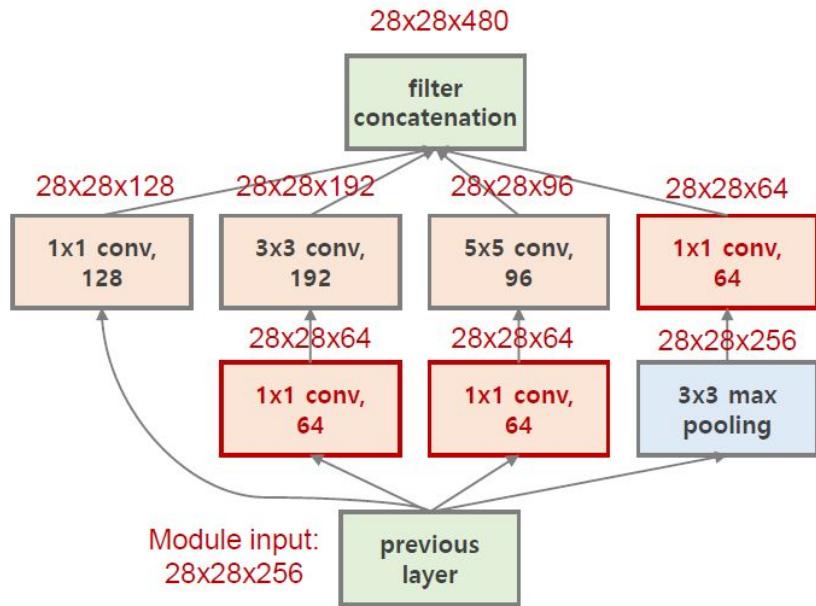 28x28x480
filter
concatenation
28x28x128
28x28x192
28x28x96
28x28x64
1x1 conv,
128
3x3 conv,
192
5x5 conv,
96
1x1 conv,
64
28x28x64
28x28x64
28x28x256
1x1 conv,
64
1x1 conv,
64
3x3 max
pooling
Module input:
28x28x256
previous
layer